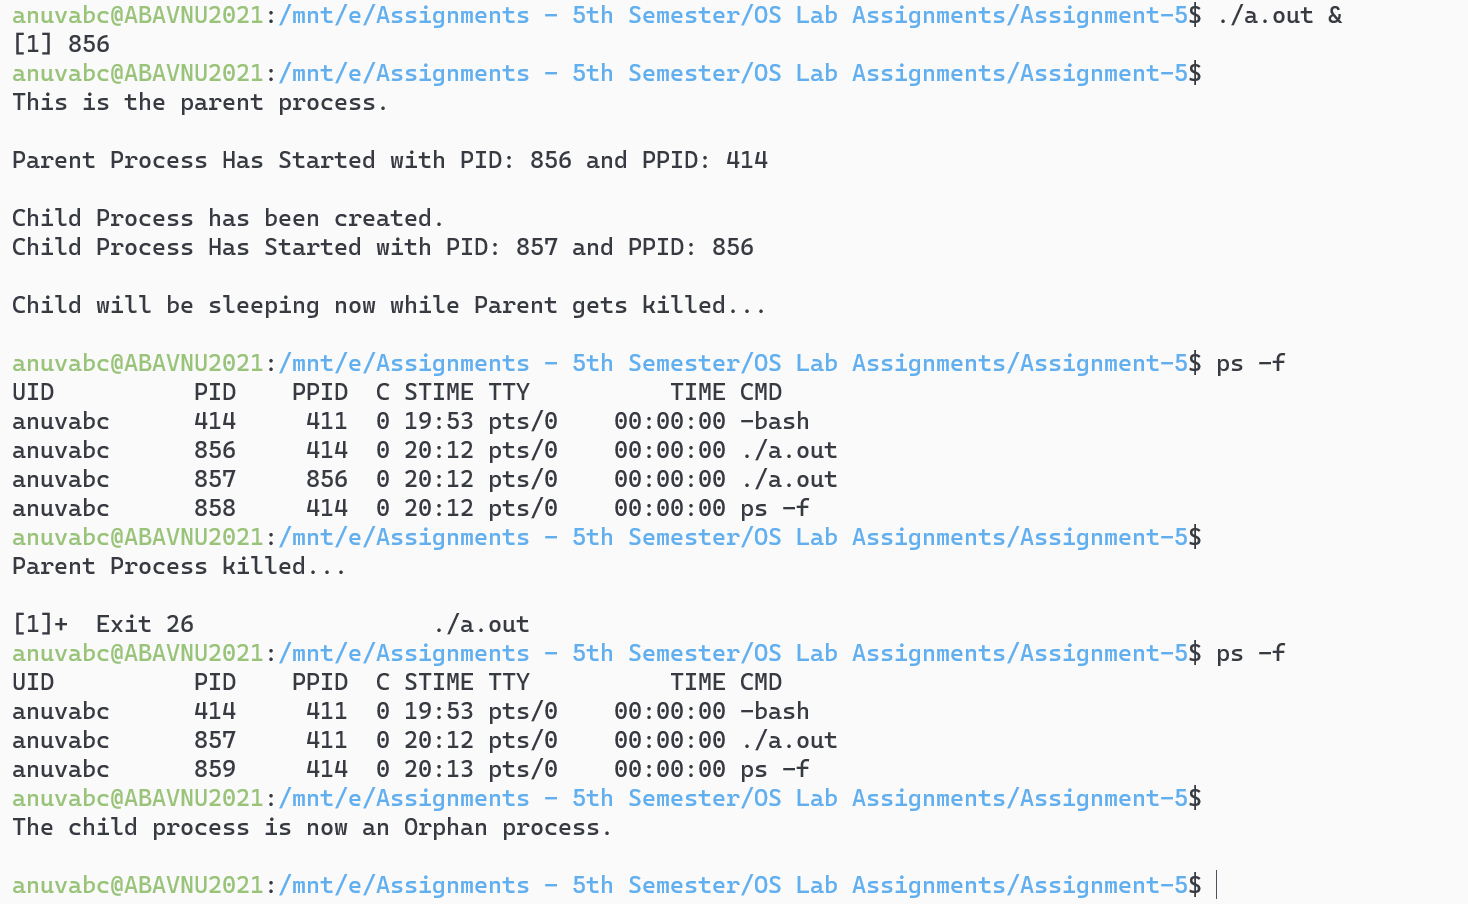 anuvabc@ABAVNU2021:/mnt/e/Assignments - 5th Semester/OS Lab Assignments/Assignment-5$ ./a.out &
[1] 856
anuvabc@ABAVNU2021:/mnt/e/Assignments - 5th Semester/OS Lab Assignments/Assignment-5$
This is the parent process.
Parent Process Has Started with PID: 856 and PPID: 414
Child Process has been created.
Child Process Has Started with PID: 857 and PPID: 856
Child will be sleeping now while Parent gets killed...
anuvabc@ABAVNU2021:/mnt/e/Assignments - 5th Semester/OS Lab Assignments/Assignment-5$ ps -f
UID          PID    PPID  C STIME TTY          TIME CMD
anuvabc      414     411  0 19:53 pts/0    00:00:00 -bash
anuvabc      856     414  0 20:12 pts/0    00:00:00 ./a.out
anuvabc      857     856  0 20:12 pts/0    00:00:00 ./a.out
anuvabc      858     414  0 20:12 pts/0    00:00:00 ps -f
anuvabc@ABAVNU2021:/mnt/e/Assignments - 5th Semester/OS Lab Assignments/Assignment-5$
Parent Process killed...
[1]+  Exit 26                 ./a.out
anuvabc@ABAVNU2021:/mnt/e/Assignments - 5th Semester/OS Lab Assignments/Assignment-5$ ps -f
UID          PID    PPID  C STIME TTY          TIME CMD
anuvabc      414     411  0 19:53 pts/0    00:00:00 -bash
anuvabc      857     411  0 20:12 pts/0    00:00:00 ./a.out
anuvabc      859     414  0 20:13 pts/0    00:00:00 ps -f
anuvabc@ABAVNU2021:/mnt/e/Assignments - 5th Semester/OS Lab Assignments/Assignment-5$
The child process is now an Orphan process.
anuvabc@ABAVNU2021:/mnt/e/Assignments - 5th Semester/OS Lab Assignments/Assignment-5$